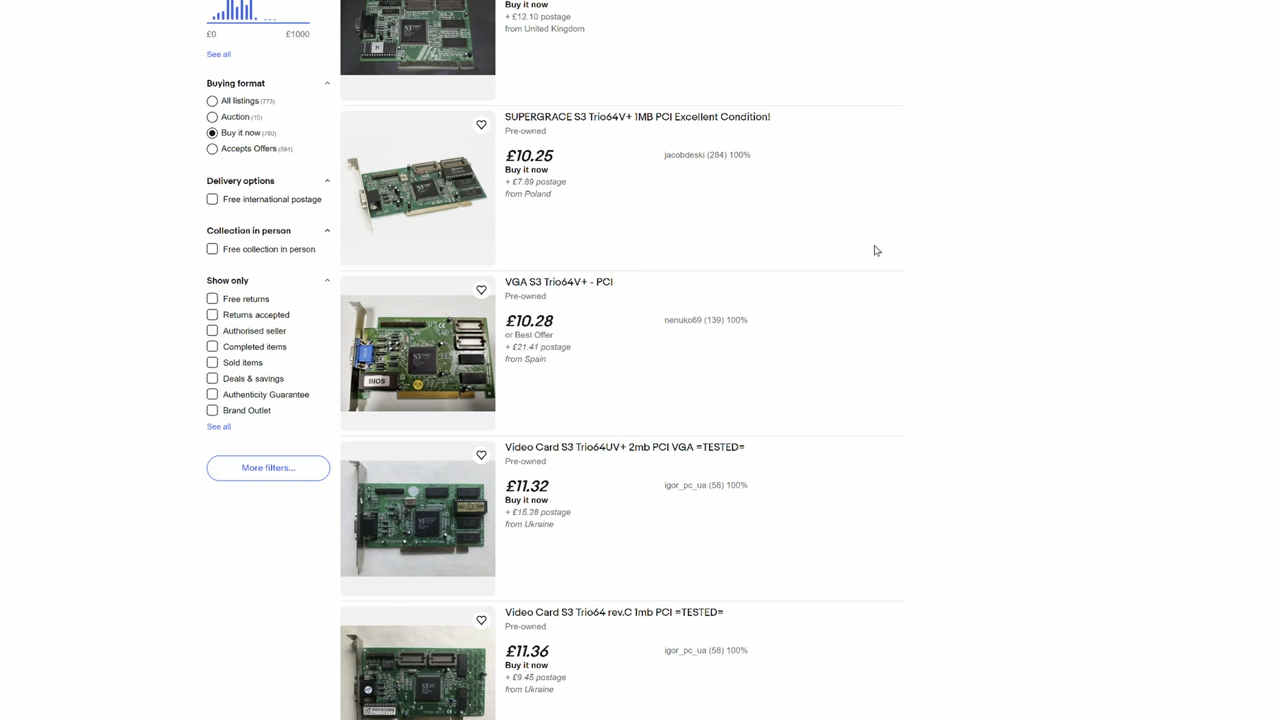 £0 £1000
See all
Buying format
All listings (773)
Auction (15)
Buy it now (760)
Accepts Offers (584)
Delivery options
Free international postage
Collection in person
Free collection in person
Show only
Free returns
Returns accepted
Authorised seller
Completed items
Sold items
Deals & savings
Authenticity Guarantee
Brand Outlet
See all
More filters...
Buy it now
+ £12.10 postage
from United Kingdom
SUPERGRACE S3 Trio64V+ 1MB PCI Excellent Condition!
Pre-owned
£10.25
jacobdeski (284) 100%
Buy it now
+ £7.89 postage
from Poland
VGA S3 Trio64V+ - PCI
Pre-owned
£10.28
nenuko69 (139) 100%
or Best Offer
+ £21.41 postage
from Spain
S3
BIOS
Video Card S3 Trio64UV+ 2mb PCI VGA =TESTED=
Pre-owned
£11.32
igor_pc_ua (58) 100%
Buy it now
+ £15.28 postage
from Ukraine
S3
Video Card S3 Trio64 rev.C 1mb PCI =TESTED=
Pre-owned
£11.36
igor_pc_ua (58) 100%
Buy it now
+ £9.45 postage
from Ukraine
S3